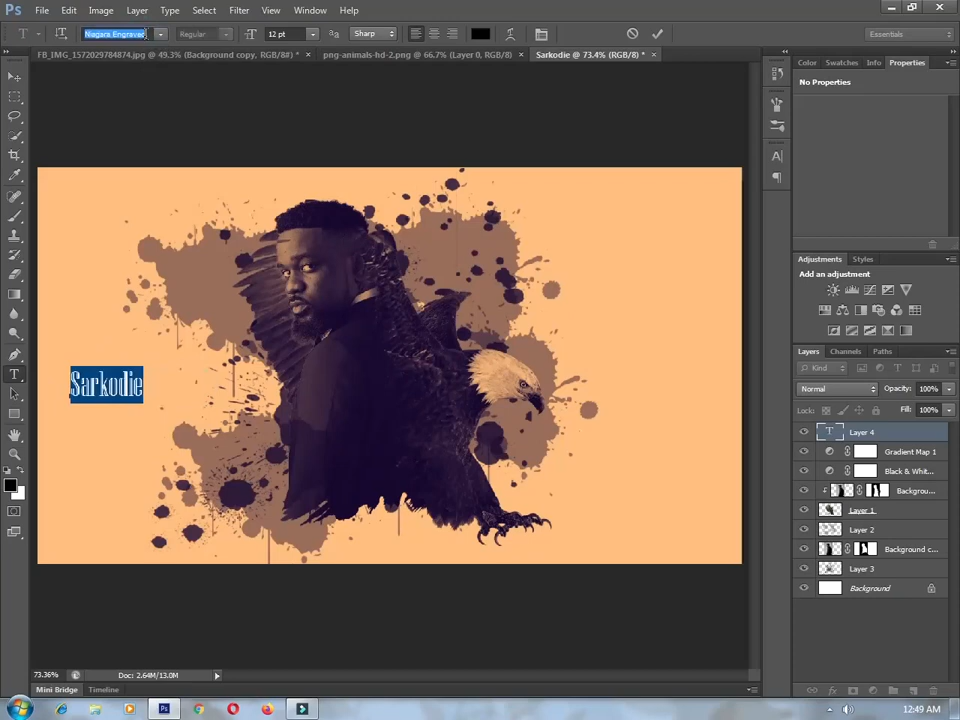 Ps File Edit Image Layer Type Select Filter View Window Help
T Niagara Engraved Regular 12 pt Sharp Essentials
FB_IMG_1572029784874.jpg @ 49.3% (Background copy, RGB/8#) * × png-animals-hd-2.png @ 66.7% (Layer 0, RGB/8) × Sarkodie @ 73.4% (RGB/8) * ×
Color Swatches Info Properties
No Properties
Sarkodie
Adjustments Styles
Add an adjustment
Layers Channels Paths
Kind
Normal Opacity: 100%
Lock: Fill: 100%
Layer 4
Gradient Map 1
Black & Whit...
Backgrou...
Layer 1
Layer 2
Background c...
Layer 3
Background
73.36% Doc: 2.64M/13.0M
Mini Bridge Timeline
12:49 AM